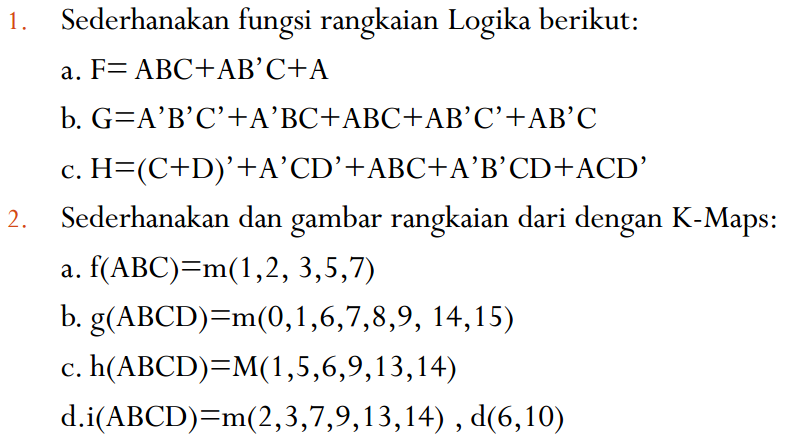 1. Sederhanakan fungsi rangkaian Logika berikut:
a. F= ABC+AB’C+A
b. G=A’B’C’+A’BC+ABC+AB’C’+AB’C
c. H=(C+D)’+A’CD’+ABC+A’B’CD+ACD’
2. Sederhanakan dan gambar rangkaian dari dengan K-Maps:
a. f(ABC)=m(1,2, 3,5,7)
b. g(ABCD)=m(0,1,6,7,8,9, 14,15)
c. h(ABCD)=M(1,5,6,9,13,14)
d.i(ABCD)=m(2,3,7,9,13,14) , d(6,10)